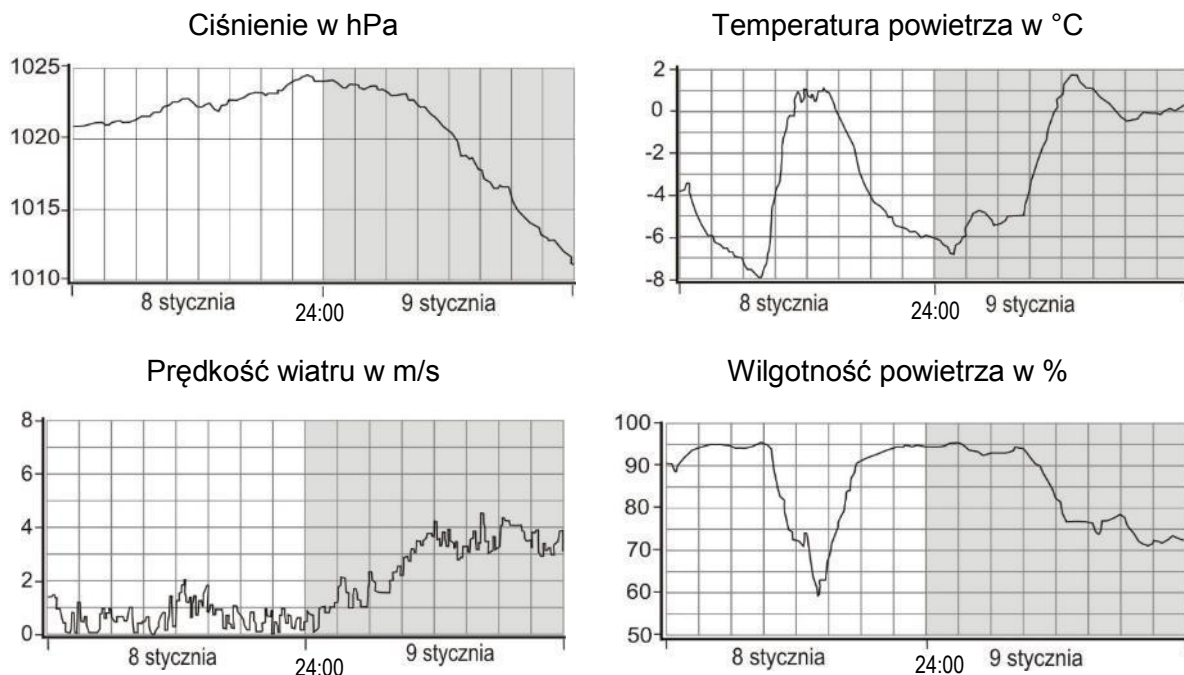 Ciśnienie w hPa
1025
1020
1015
1010
8 stycznia
24:00
9 stycznia
Temperatura powietrza w °C
2
0
-2
-4
-6
-8
8 stycznia
24:00
9 stycznia
Prędkość wiatru w m/s
8
6
4
2
0
8 stycznia
24:00
9 stycznia
Wilgotność powietrza w %
100
90
80
70
60
50
8 stycznia
24:00
9 stycznia